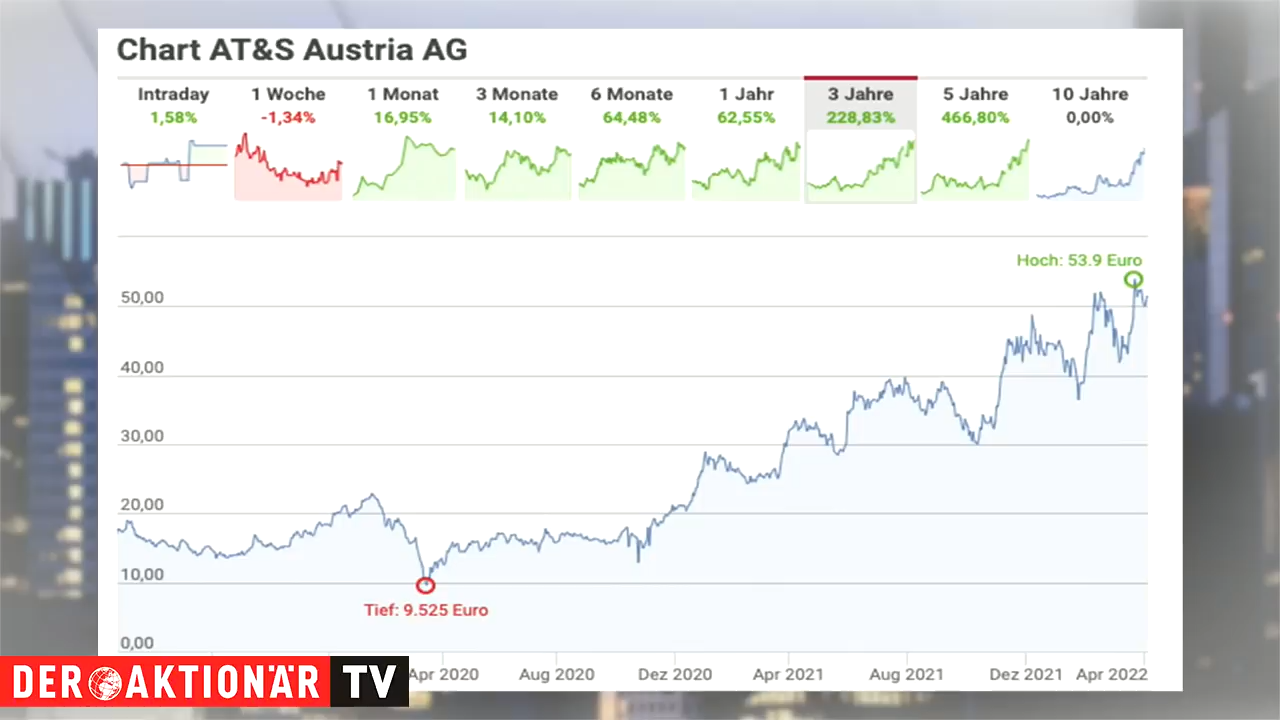 Chart AT&S Austria AG
Intraday 1 Woche 1 Monat 3 Monate 6 Monate 1 Jahr 3 Jahre 5 Jahre 10 Jahre
1,58% -1,34% 16,95% 14,10% 64,48% 62,55% 228,83% 466,80% 0,00%
Hoch: 53.9 Euro
50,00
40,00
30,00
20,00
10,00
Tief: 9.525 Euro
0,00
Apr 2020 Aug 2020 Dez 2020 Apr 2021 Aug 2021 Dez 2021 Apr 2022
DER AKTIONÄR TV